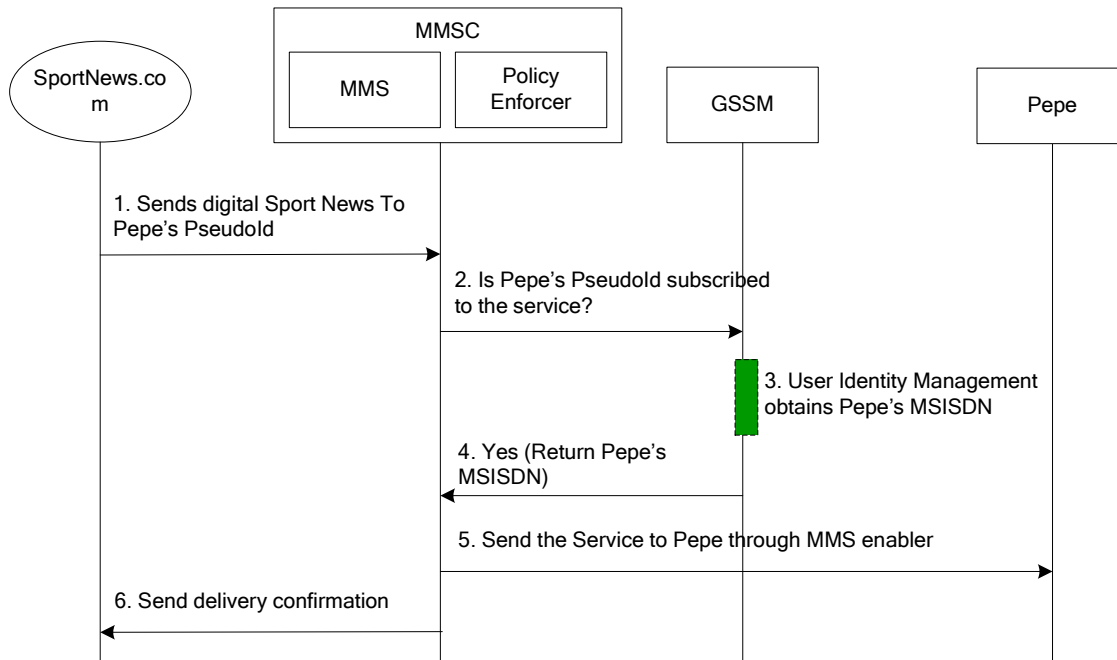 SportNews.co
m
MMSC
MMS
Policy
Enforcer
GSSM
Pepe
1. Sends digital Sport News To
Pepe's PseudoId
2. Is Pepe's PseudoId subscribed
to the service?
3. User Identity Management
obtains Pepe's MSISDN
4. Yes (Return Pepe's
MSISDN)
5. Send the Service to Pepe through MMS enabler
6. Send delivery confirmation